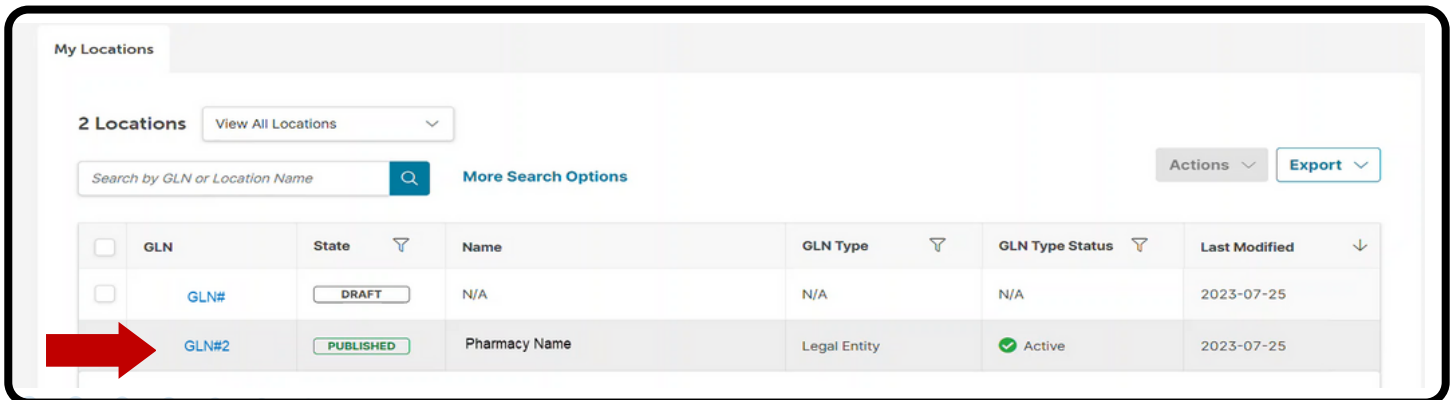 My Locations
2 Locations View All Locations
Actions Export
Search by GLN or Location Name More Search Options
GLN State Name GLN Type GLN Type Status Last Modified
GLN# DRAFT N/A N/A N/A 2023-07-25
GLN#2 PUBLISHED Pharmacy Name Legal Entity Active 2023-07-25